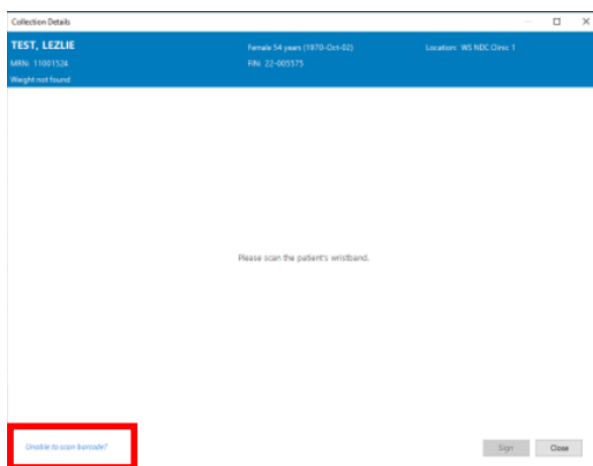 Collection Details
TEST, LEZLIE
Female 54 years (1970-Oct-02)
Location: WS NDC Clinic 1
MRN: 11001524
FIN: 22-005575
Weight not found
Please scan the patient's wristband.
Unable to scan barcode?
Sign
Close